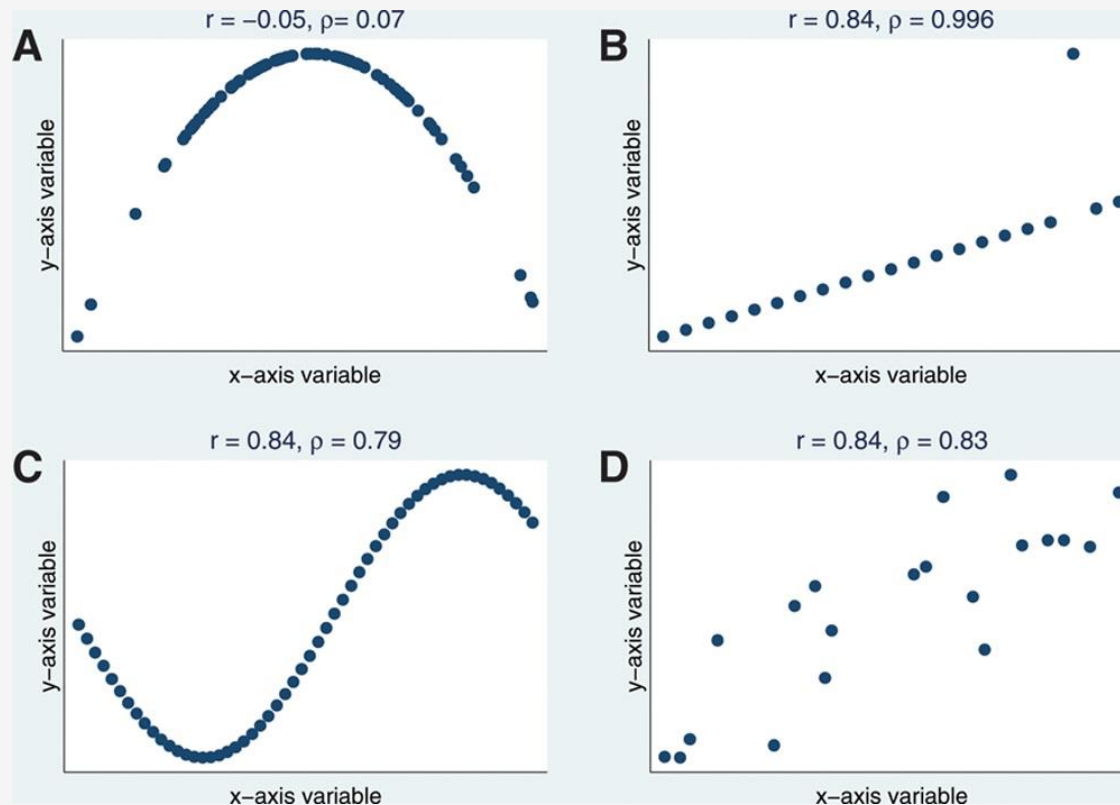 A
r = −0.05, ρ= 0.07
y−axis variable
x−axis variable
B
r = 0.84, ρ = 0.996
y−axis variable
x−axis variable
C
r = 0.84, ρ = 0.79
y−axis variable
x−axis variable
D
r = 0.84, ρ = 0.83
y−axis variable
x−axis variable